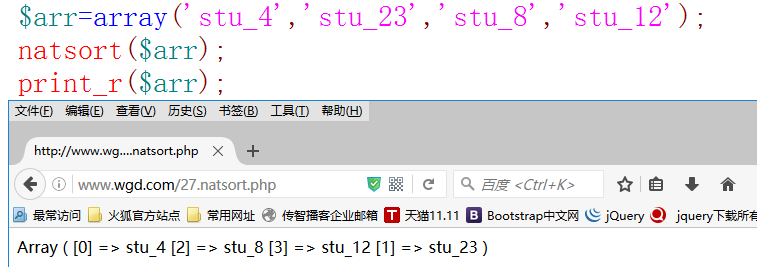 $arr=array('stu_4','stu_23','stu_8','stu_12');
natsort($arr);
print_r($arr);
文件(F) 编辑(E) 查看(V) 历史(S) 书签(B) 工具(T) 帮助(H)
http://www.wg....natsort.php
www.wgd.com/27.natsort.php 百度 <Ctrl+K>
最常访问 火狐官方站点 常用网址 传智播客企业邮箱 T 天猫11.11 B Bootstrap中文网 jQuery jquery下载所有
Array ( [0] => stu_4 [2] => stu_8 [3] => stu_12 [1] => stu_23 )